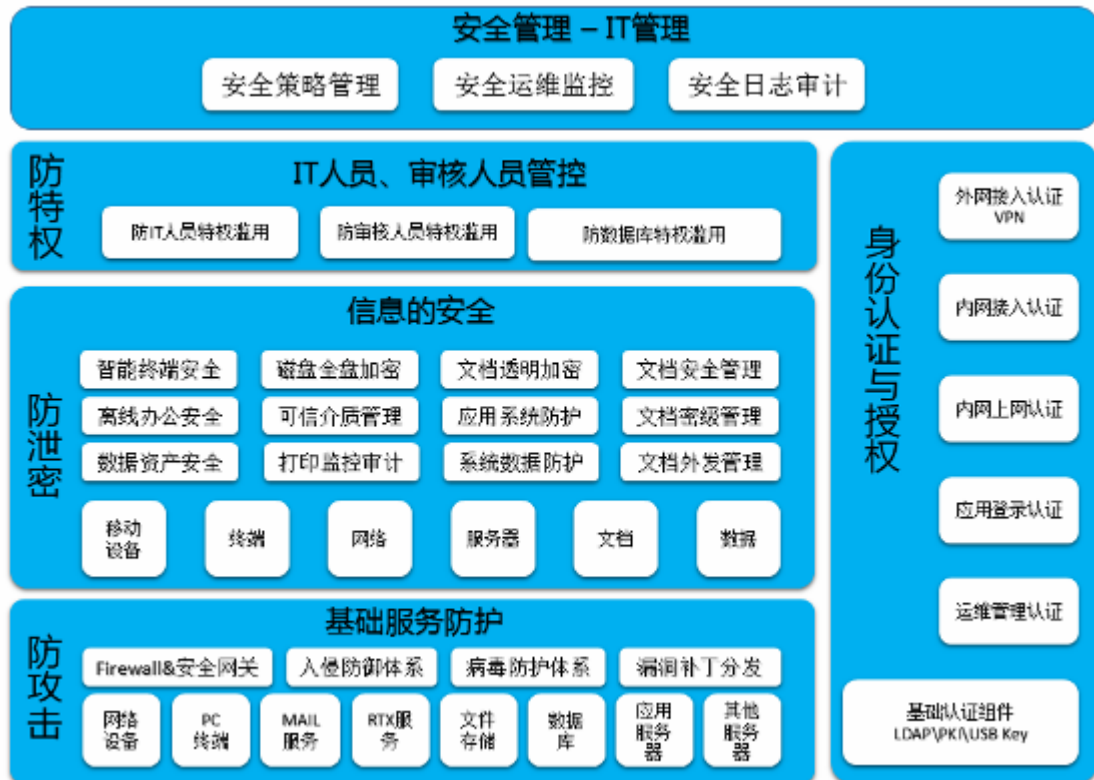 安全管理 – IT管理
安全策略管理
安全运维监控
安全日志审计
防特权
IT人员、审核人员管控
防IT人员特权滥用
防审核人员特权滥用
防数据库特权滥用
防泄密
信息的安全
智能终端安全
磁盘全盘加密
文档透明加密
文档安全管理
离线办公安全
可信介质管理
应用系统防护
文档密级管理
数据资产安全
打印监控审计
系统数据防护
文档外发管理
移动
设备
终端
网络
服务器
文档
数据
防攻击
基础服务防护
Firewall&安全网关
入侵防御体系
病毒防护体系
漏洞补丁分发
网络
设备
PC
终端
MAIL
服务
RTX服
务
文件
存储
数据
库
应用
服务
器
其他
服务
器
身份认证与授权
外网接入认证
VPN
内网接入认证
内网上网认证
应用登录认证
运维管理认证
基础认证组件
LDAP\PKI\USB Key